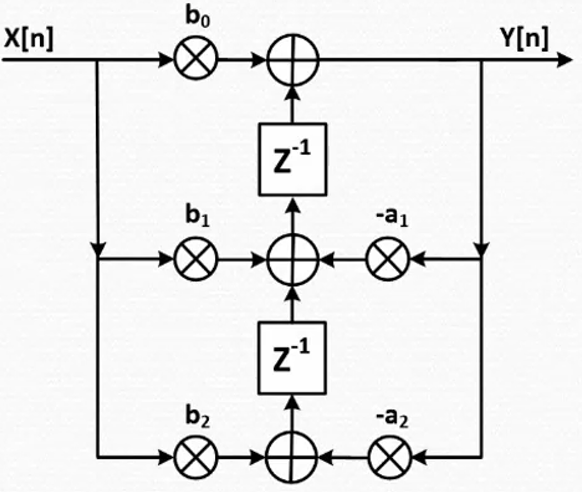 b₀
X[n] Y[n]
Z⁻¹
b₁ -a₁
Z⁻¹
b₂ -a₂